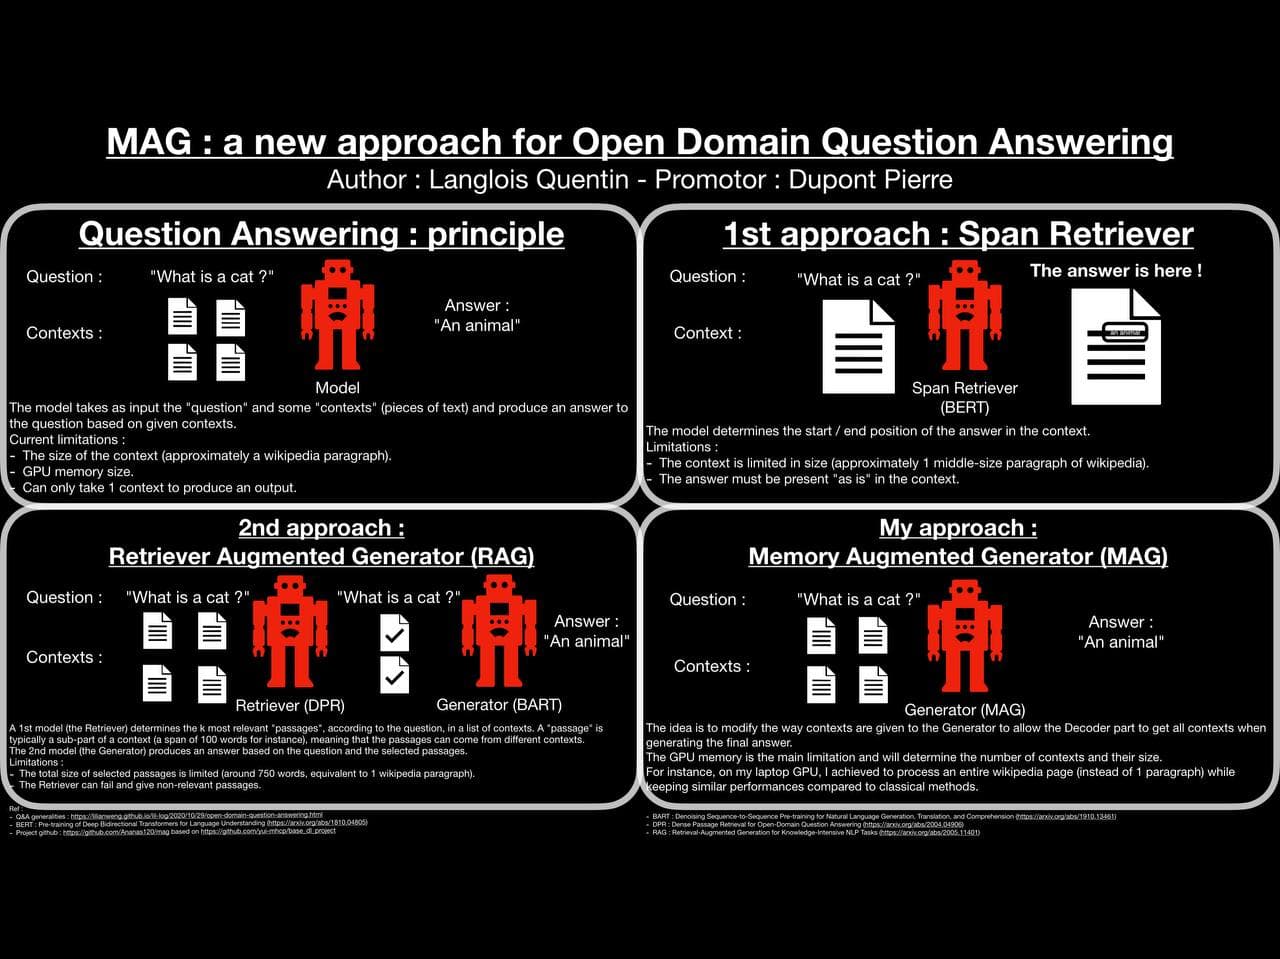 MAG : a new approach for Open Domain Question Answering
Author : Langlois Quentin - Promotor : Dupont Pierre
Question Answering : principle
Question :
"What is a cat ?"
Contexts :
Answer :
"An animal"
Model
The model takes as input the "question" and some "contexts" (pieces of text) and produce an answer to
the question based on given contexts.
Current limitations :
- The size of the context (approximately a wikipedia paragraph).
- GPU memory size.
- Can only take 1 context to produce an output.
1st approach : Span Retriever
Question :
"What is a cat ?"
The answer is here !
Context :
an animal
Span Retriever
(BERT)
The model determines the start / end position of the answer in the context.
Limitations :
- The context is limited in size (approximately 1 middle-size paragraph of wikipedia).
- The answer must be present "as is" in the context.
2nd approach :
Retriever Augmented Generator (RAG)
Question :
"What is a cat ?"
"What is a cat ?"
Contexts :
Answer :
"An animal"
Retriever (DPR)
Generator (BART)
A 1st model (the Retriever) determines the k most relevant "passages", according to the question, in a list of contexts. A "passage" is
typically a sub-part of a context (a span of 100 words for instance), meaning that the passages can come from different contexts.
The 2nd model (the Generator) produces an answer based on the question and the selected passages.
Limitations :
- The total size of selected passages is limited (around 750 words, equivalent to 1 wikipedia paragraph).
- The Retriever can fail and give non-relevant passages.
My approach :
Memory Augmented Generator (MAG)
Question :
"What is a cat ?"
Contexts :
Answer :
"An animal"
Generator (MAG)
The idea is to modify the way contexts are given to the Generator to allow the Decoder part to get all contexts when
generating the final answer.
The GPU memory is the main limitation and will determine the number of contexts and their size.
For instance, on my laptop GPU, I achieved to process an entire wikipedia page (instead of 1 paragraph) while
keeping similar performances compared to classical methods.
Ref :
- Q&A generalities : https://lilianweng.github.io/lil-log/2020/10/29/open-domain-question-answering.html
- BERT : Pre-training of Deep Bidirectional Transformers for Language Understanding (https://arxiv.org/abs/1810.04805)
- Project github : https://github.com/Ananas120/mag based on https://github.com/yui-mhcp/base_dl_project
- BART : Denoising Sequence-to-Sequence Pre-training for Natural Language Generation, Translation, and Comprehension (https://arxiv.org/abs/1910.13461)
- DPR : Dense Passage Retrieval for Open-Domain Question Answering (https://arxiv.org/abs/2004.04906)
- RAG : Retrieval-Augmented Generation for Knowledge-Intensive NLP Tasks (https://arxiv.org/abs/2005.11401)